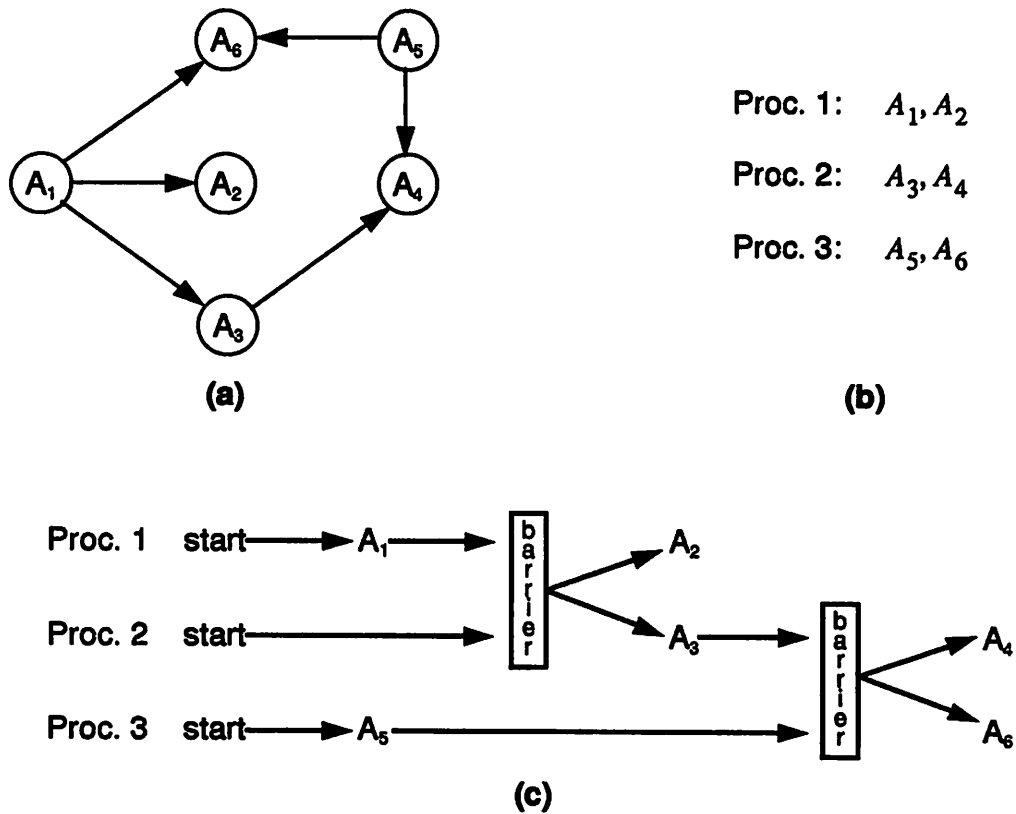 A₆ A₅
A₁ A₂ A₄
A₃
(a)
Proc. 1: A₁, A₂
Proc. 2: A₃, A₄
Proc. 3: A₅, A₆
(b)
Proc. 1 start A₁ barrier A₂
Proc. 2 start A₃ barrier A₄
Proc. 3 start A₅ A₆
(c)